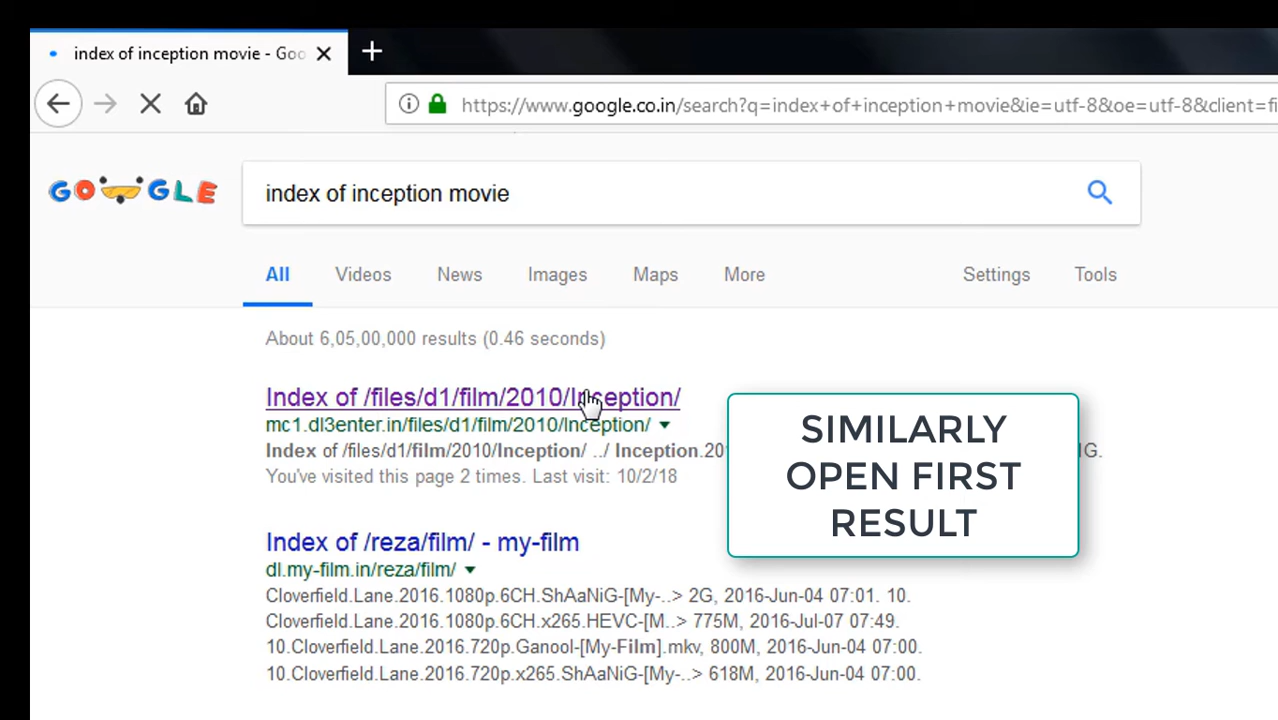 index of inception movie - Goo
https://www.google.co.in/search?q=index+of+inception+movie&ie=utf-8&oe=utf-8&client=fi
GOOGLE
index of inception movie
All Videos News Images Maps More Settings Tools
About 6,05,00,000 results (0.46 seconds)
Index of /files/d1/film/2010/Inception/
mc1.dl3enter.in/files/d1/film/2010/Inception/
Index of /files/d1/film/2010/Inception/ ../ Inception.20
G.
You've visited this page 2 times. Last visit: 10/2/18
SIMILARLY
OPEN FIRST
RESULT
Index of /reza/film/ - my-film
dl.my-film.in/reza/film/
Cloverfield.Lane.2016.1080p.6CH.ShAaNiG-[My-..> 2G, 2016-Jun-04 07:01. 10.
Cloverfield.Lane.2016.1080p.6CH.x265.HEVC-[M..> 775M, 2016-Jul-07 07:49.
10.Cloverfield.Lane.2016.720p.Ganool-[My-Film].mkv, 800M, 2016-Jun-04 07:00.
10.Cloverfield.Lane.2016.720p.x265.ShAaNiG-[My-..> 618M, 2016-Jun-04 07:00.